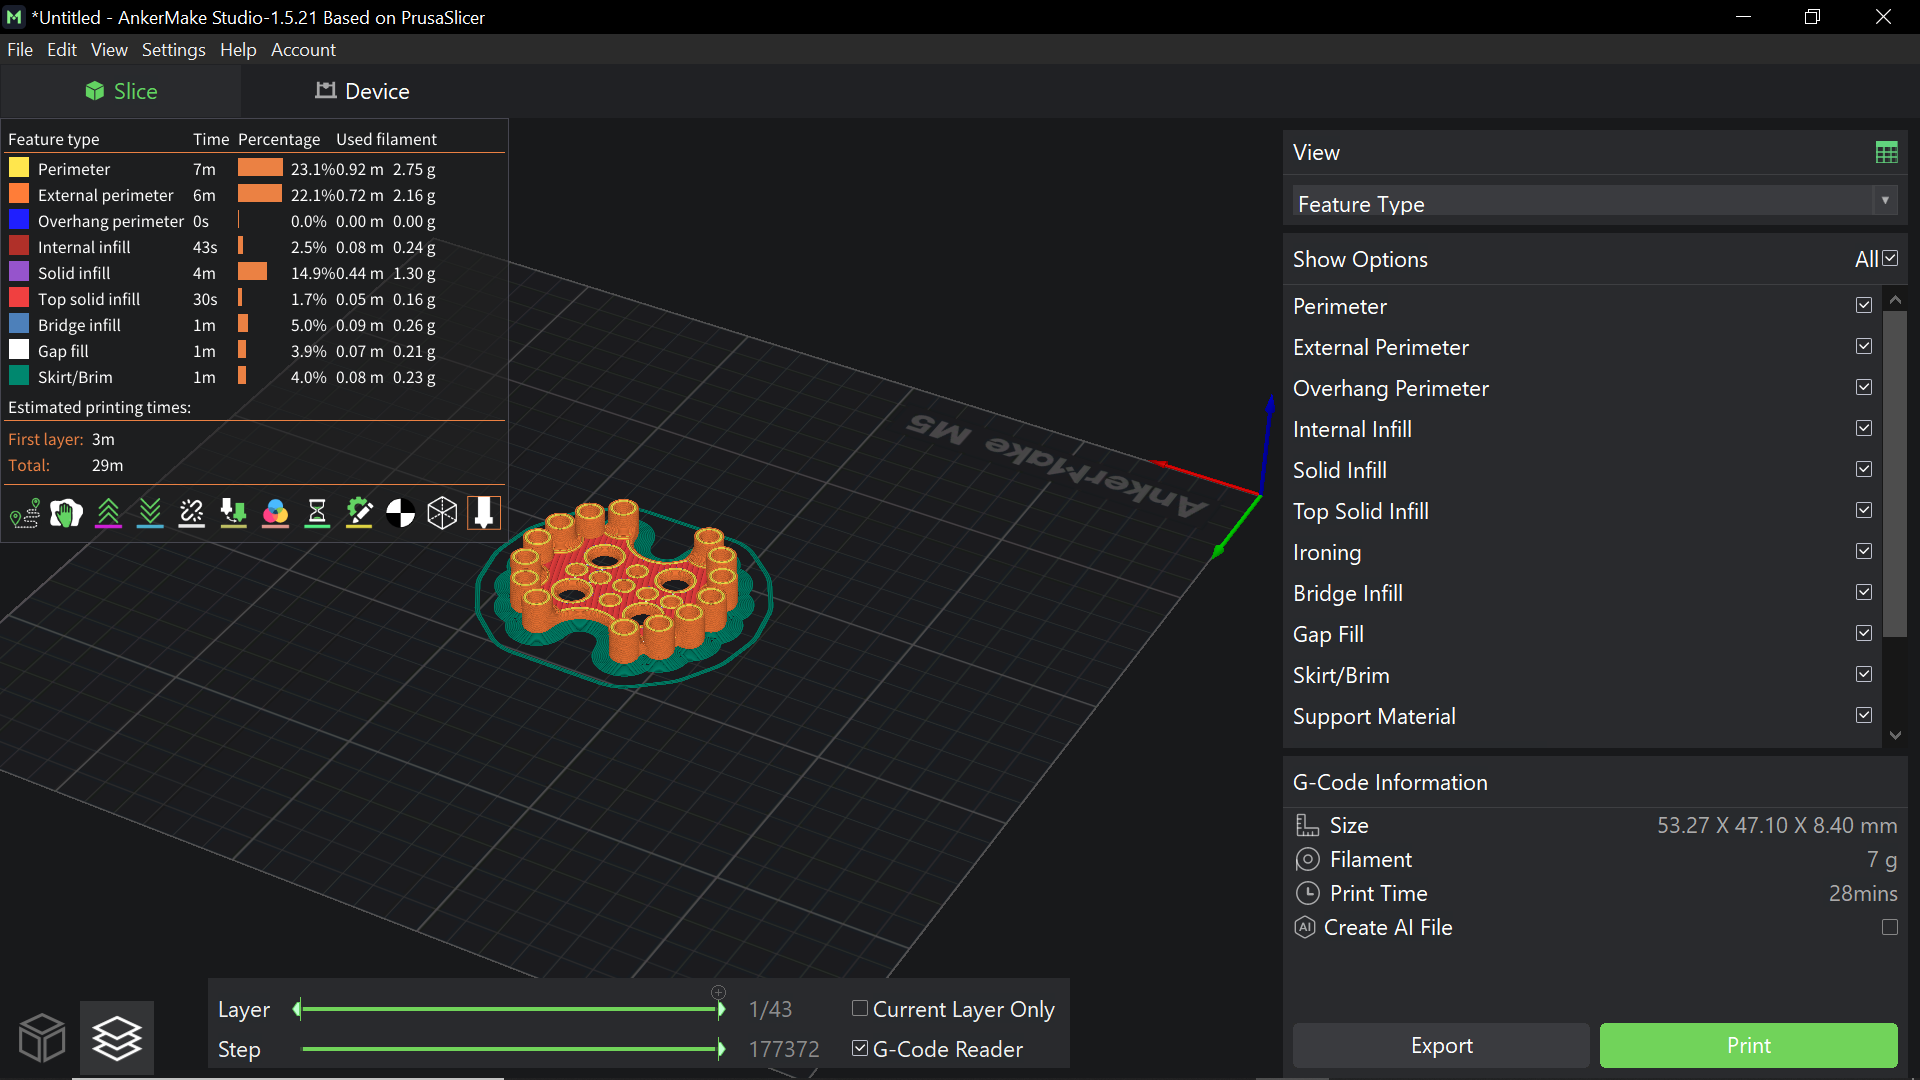 *Untitled - AnkerMake Studio-1.5.21 Based on PrusaSlicer
File Edit View Settings Help Account
Slice
Device
Feature type Time Percentage Used filament
Perimeter 7m 23.1% 0.92 m 2.75 g
External perimeter 6m 22.1% 0.72 m 2.16 g
Overhang perimeter 0s 0.0% 0.00 m 0.00 g
Internal infill 43s 2.5% 0.08 m 0.24 g
Solid infill 4m 14.9% 0.44 m 1.30 g
Top solid infill 30s 1.7% 0.05 m 0.16 g
Bridge infill 1m 5.0% 0.09 m 0.26 g
Gap fill 1m 3.9% 0.07 m 0.21 g
Skirt/Brim 1m 4.0% 0.08 m 0.23 g
Estimated printing times:
First layer: 3m
Total: 29m
AnkerMake M5
View
Feature Type
Show Options All
Perimeter
External Perimeter
Overhang Perimeter
Internal Infill
Solid Infill
Top Solid Infill
Ironing
Bridge Infill
Gap Fill
Skirt/Brim
Support Material
G-Code Information
Size 53.27 X 47.10 X 8.40 mm
Filament 7 g
Print Time 28mins
AI Create AI File
Layer 1/43 Current Layer Only
Step 177372 G-Code Reader
Export Print